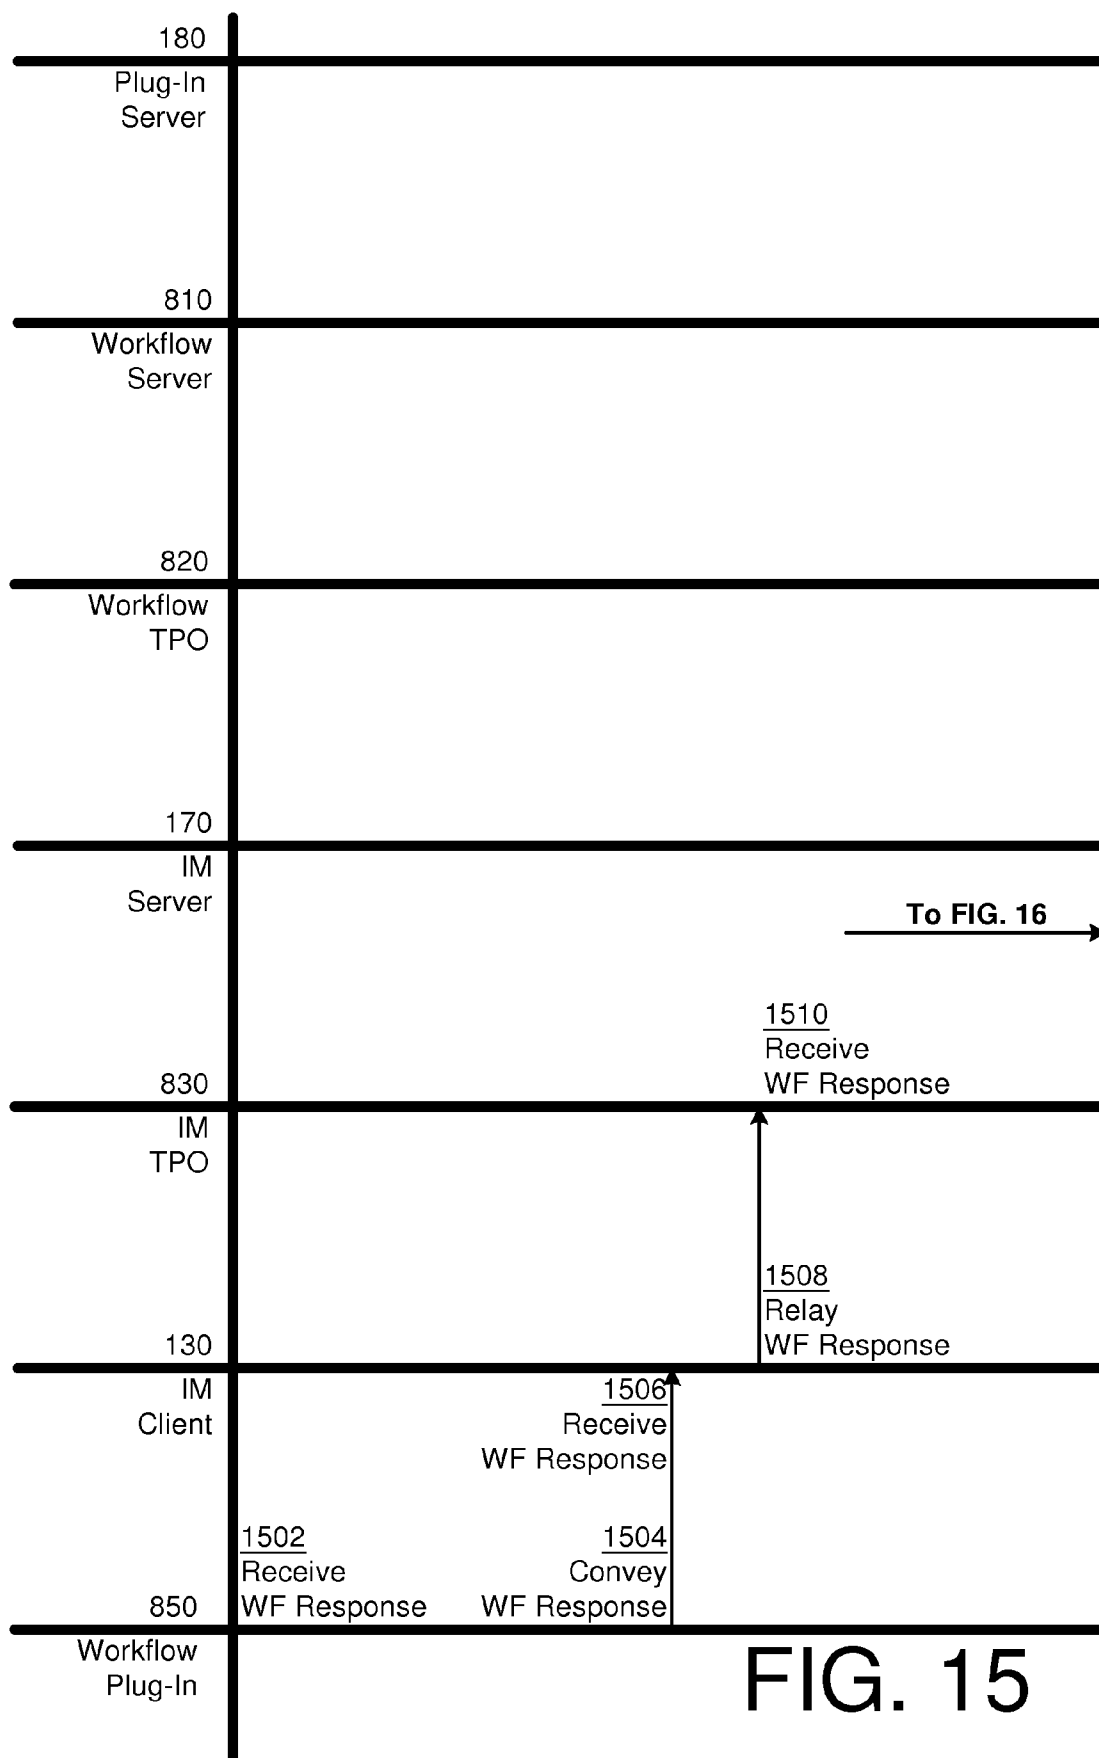 180
Plug-In
Server
810
Workflow
Server
820
Workflow
TPO
170
IM
Server
To FIG. 16
1510
Receive
WF Response
830
IM
TPO
1508
Relay
WF Response
130
IM
Client
1506
Receive
WF Response
1502
Receive
WF Response
1504
Convey
WF Response
850
Workflow
Plug-In
FIG. 15